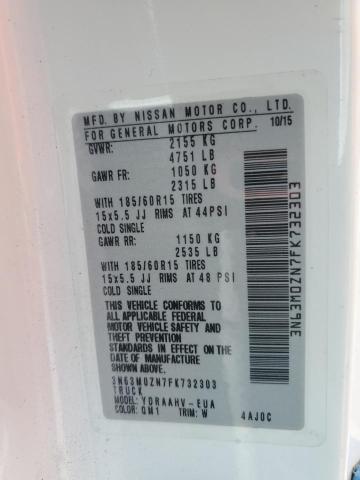 MFD. BY NISSAN MOTOR CO., LTD.
FOR GENERAL MOTORS CORP. 10/15
GVWR: 2155 KG
4751 LB
GAWR FR: 1050 KG
2315 LB
WITH 185/60R15 TIRES
15x5.5 JJ RIMS AT 44PSI
COLD SINGLE
GAWR RR: 1150 KG
2535 LB
WITH 185/60R15 TIRES
15x5.5 JJ RIMS AT 48 PSI
COLD SINGLE
THIS VEHICLE CONFORMS TO
ALL APPLICABLE FEDERAL
MOTOR VEHICLE SAFETY AND
THEFT PREVENTION
STANDARDS IN EFFECT ON
THE DATE OF MANUFACTURE
SHOWN ABOVE.
3N63M0ZN7FK732303
TRUCK
MODEL: YDRAAHV-EUA
COLOR: QM1 TRIM: W 4AJ0C
3N63M0ZN7FK732303